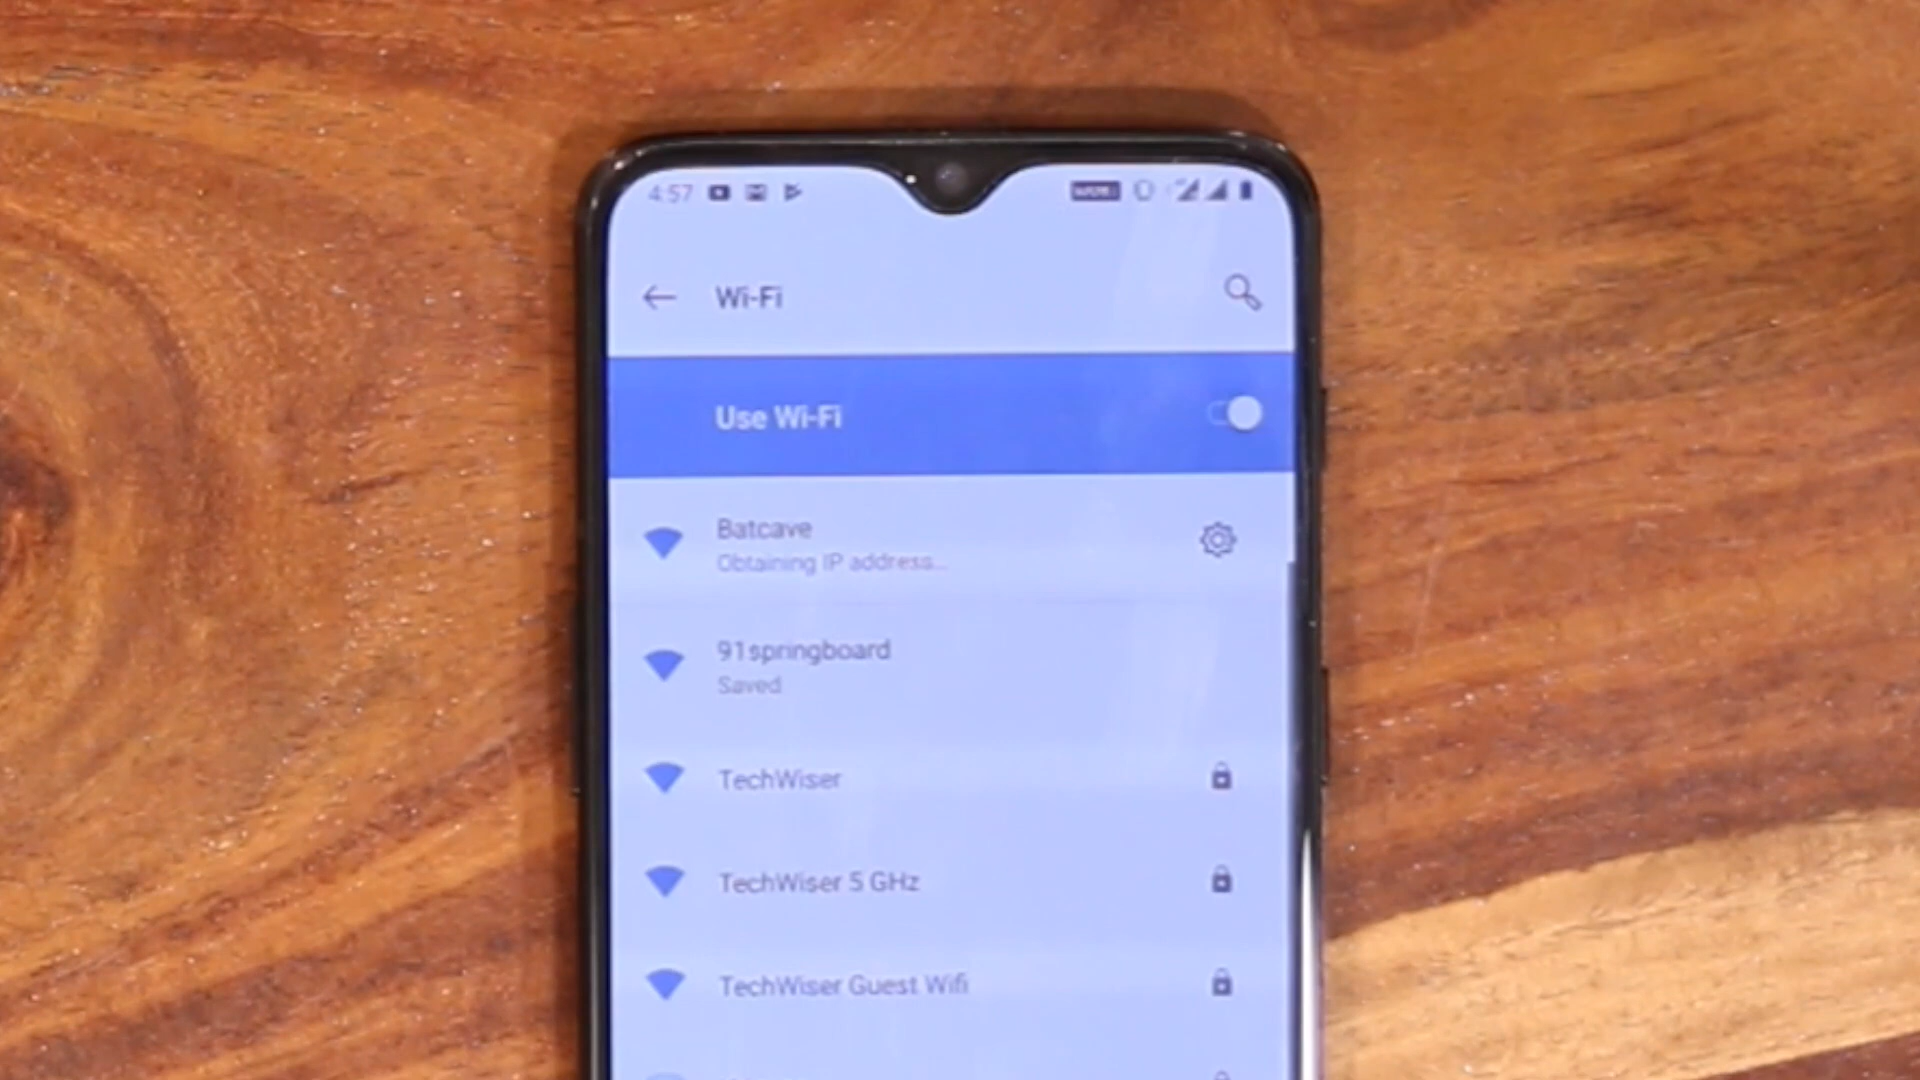 4:57
Wi-Fi
Use Wi-Fi
Batcave
Obtaining IP address...
91springboard
Saved
TechWiser
TechWiser 5 GHz
TechWiser Guest Wifi